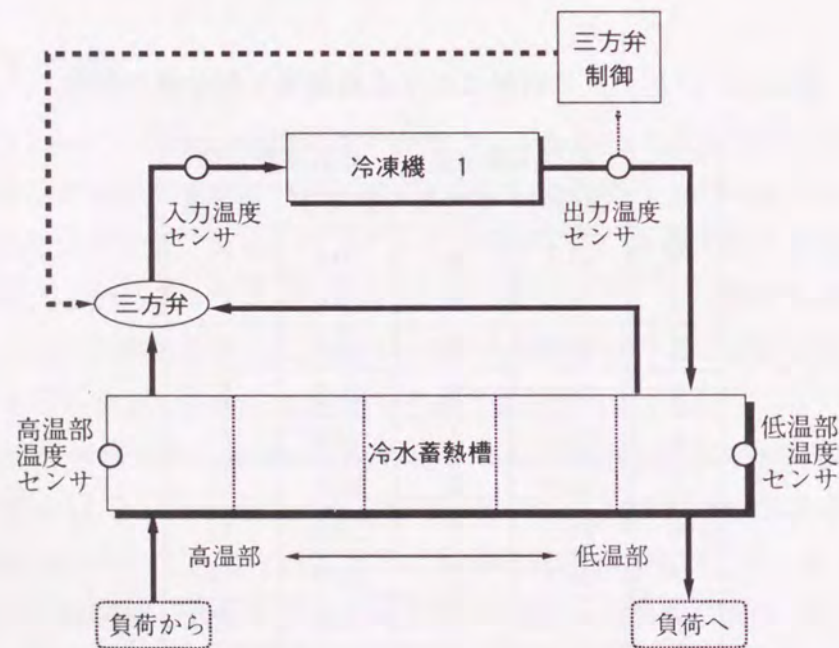 三方弁
制御
冷凍機 1
入力温度
センサ
出力温度
センサ
三方弁
高温部
温度
センサ
冷水蓄熱槽
低温部
温度
センサ
高温部
低温部
負荷から
負荷へ